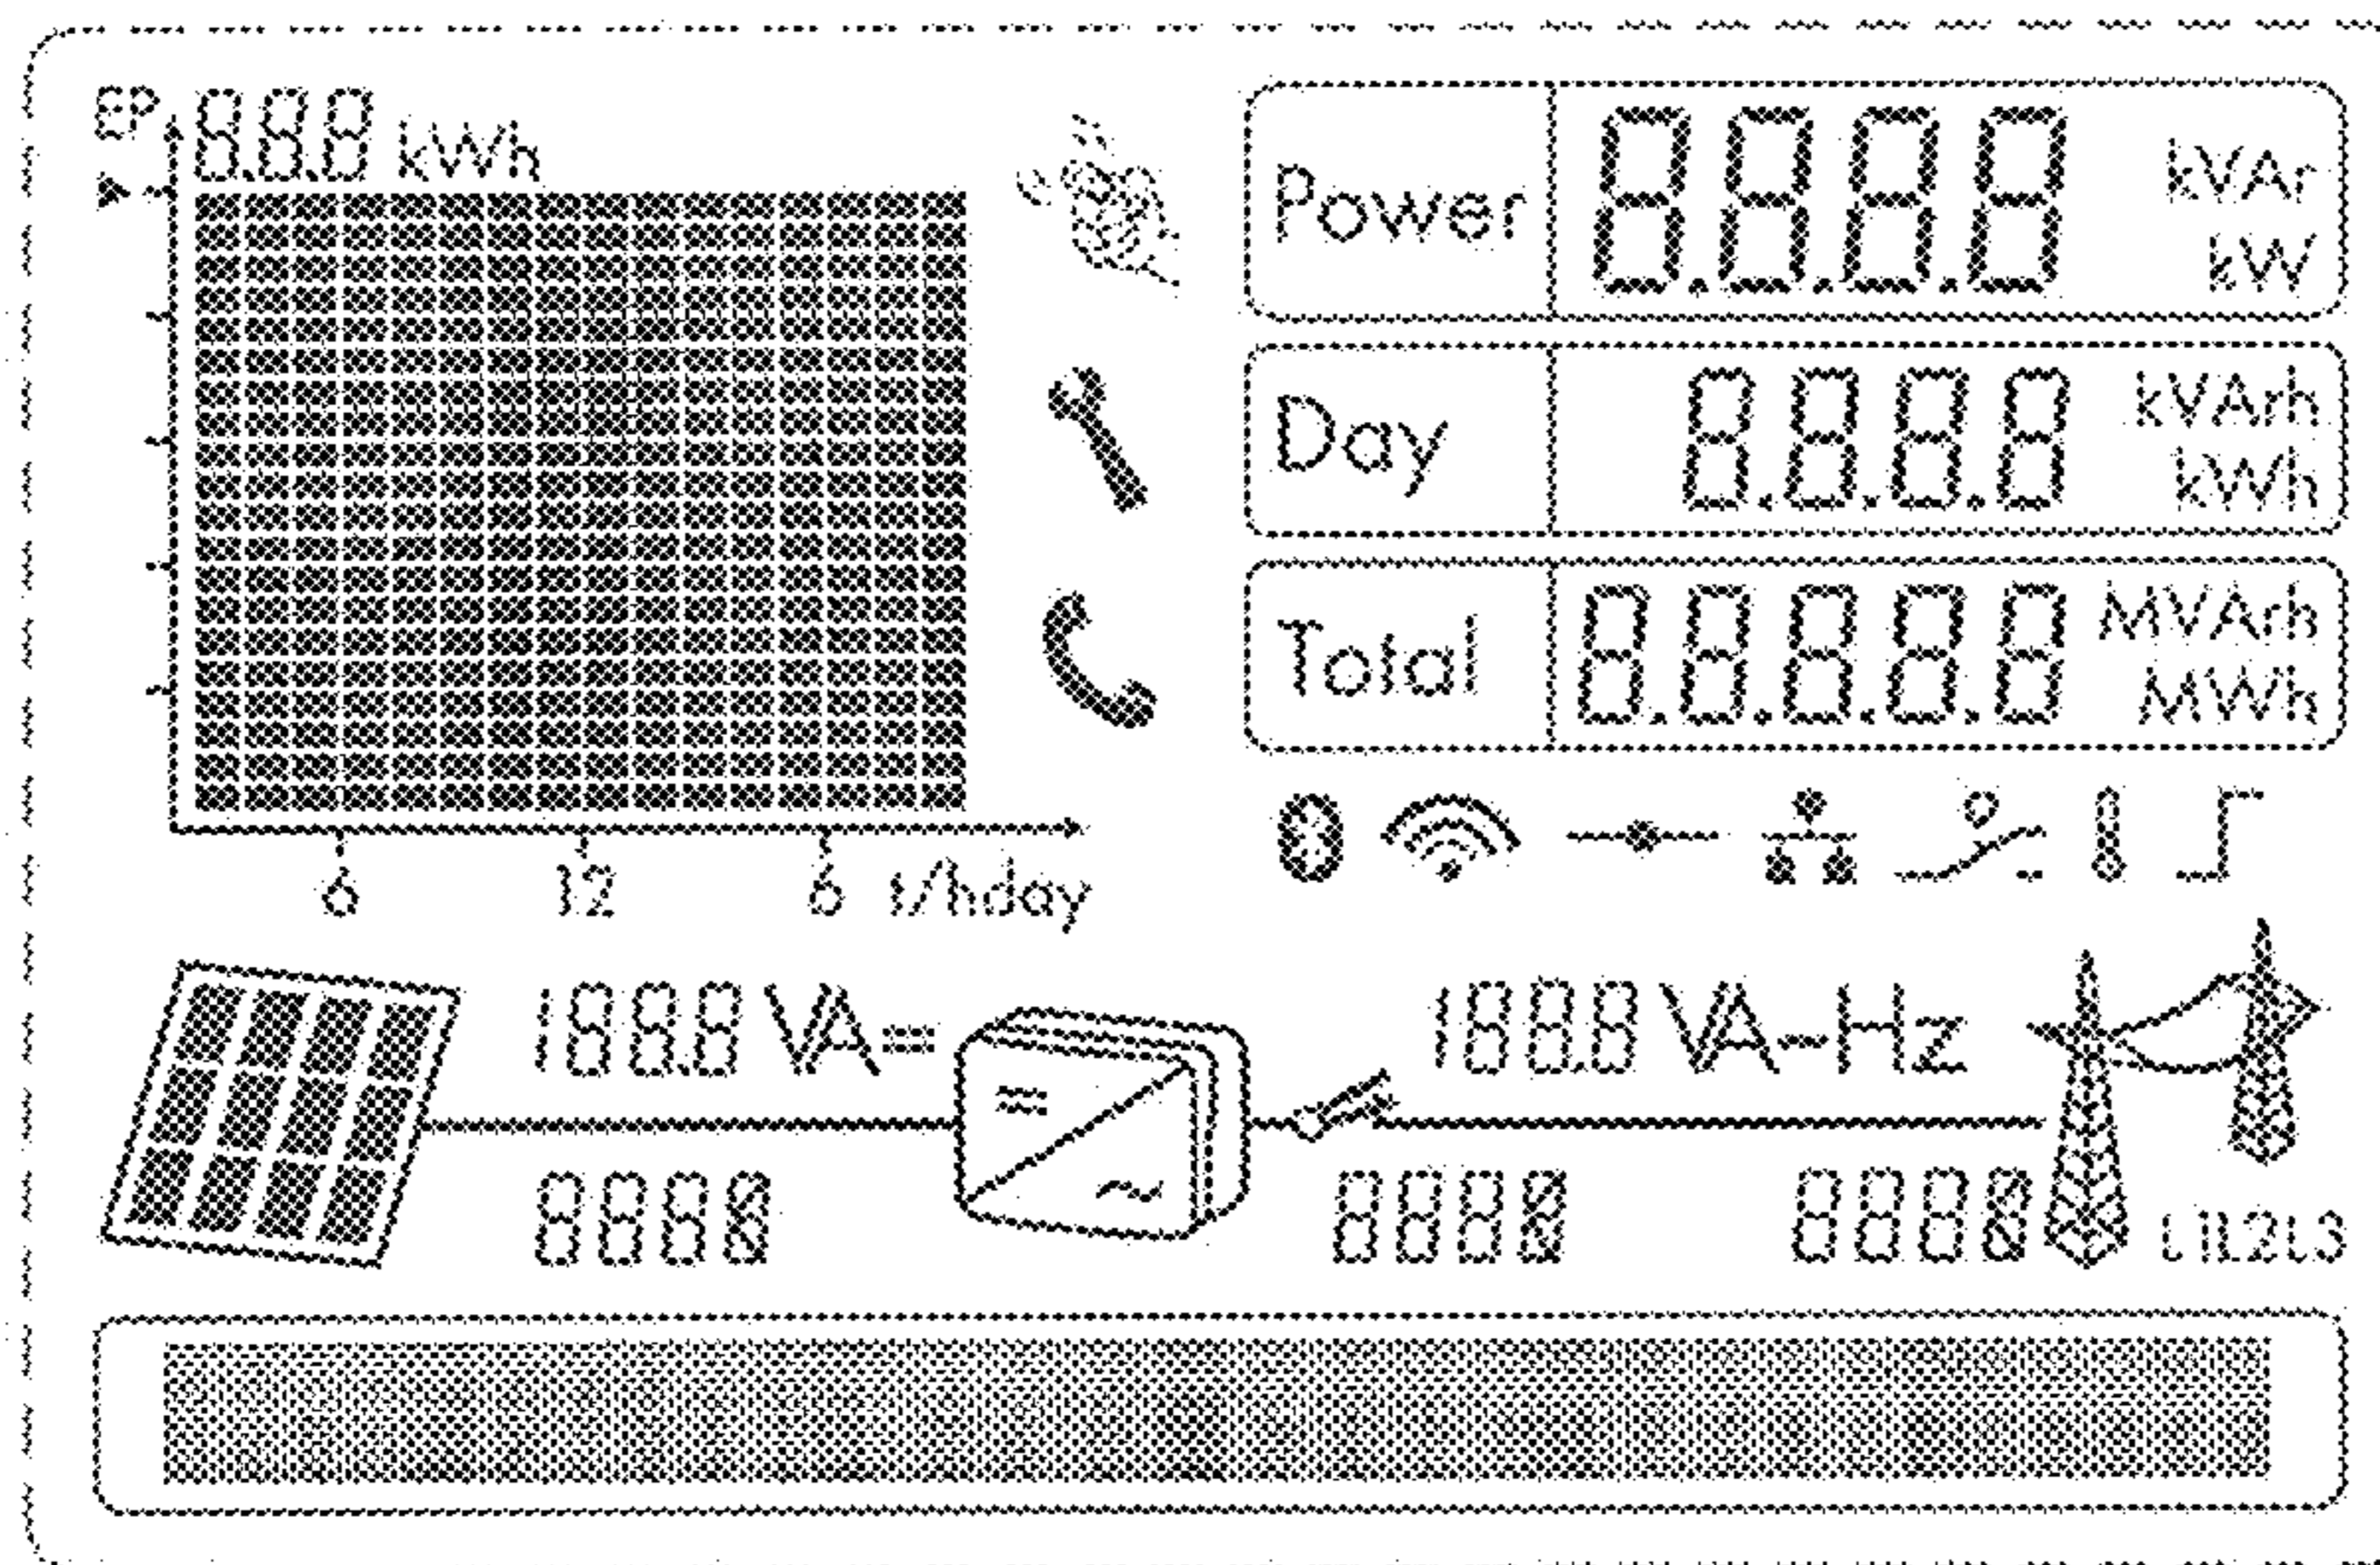 EP 8.8.8 kWh
Power 8.8.8.8 kVAr
kW
Day 8.8.8.8 kVArh
kWh
Total 8.8.8.8.8 MVArh
MWh
6 12 6 t/hday
188.8 VA= 188.8 VA~Hz
= ~
8888 8888 8888 L1L2L3